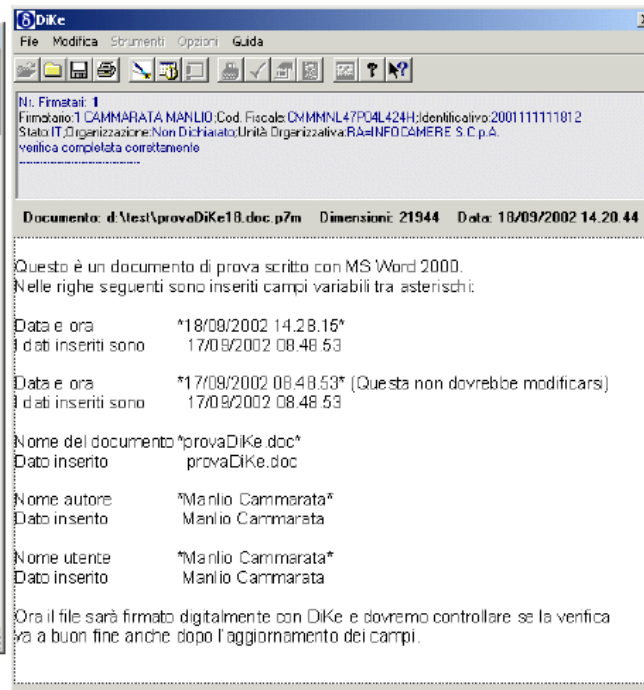 DiKe
File Modifica Strumenti Opzioni Guida
Nr. Firmatari: 1
Firmatario:1 CAMMARATA MANLIO;Cod. Fiscale:CMMMNL47P04L424H;Identificativo:2001111111812
Stato:IT;Organizzazione:Non Dichiarato;Unità Organizzativa:RA=INFOCAMERE S.C.p.A.
verifica completata correttamente
Documento: d:\test\provaDiKe18.doc.p7m Dimensioni: 21944 Data: 18/09/2002 14.20.44
Questo è un documento di prova scritto con MS Word 2000.
Nelle righe seguenti sono inseriti campi variabili tra asterischi:
Data e ora *18/09/2002 14.28.15*
I dati inseriti sono 17/09/2002 08.48.53
Data e ora *17/09/2002 08.48.53* (Questa non dovrebbe modificarsi)
I dati inseriti sono 17/09/2002 08.48.53
Nome del documento *provaDiKe.doc*
Dato inserito provaDiKe.doc
Nome autore *Manlio Cammarata*
Dato inserito Manlio Cammarata
Nome utente *Manlio Cammarata*
Dato inserito Manlio Cammarata
Ora il file sarà firmato digitalmente con DiKe e dovremo controllare se la verifica
va a buon fine anche dopo l'aggiornamento dei campi.